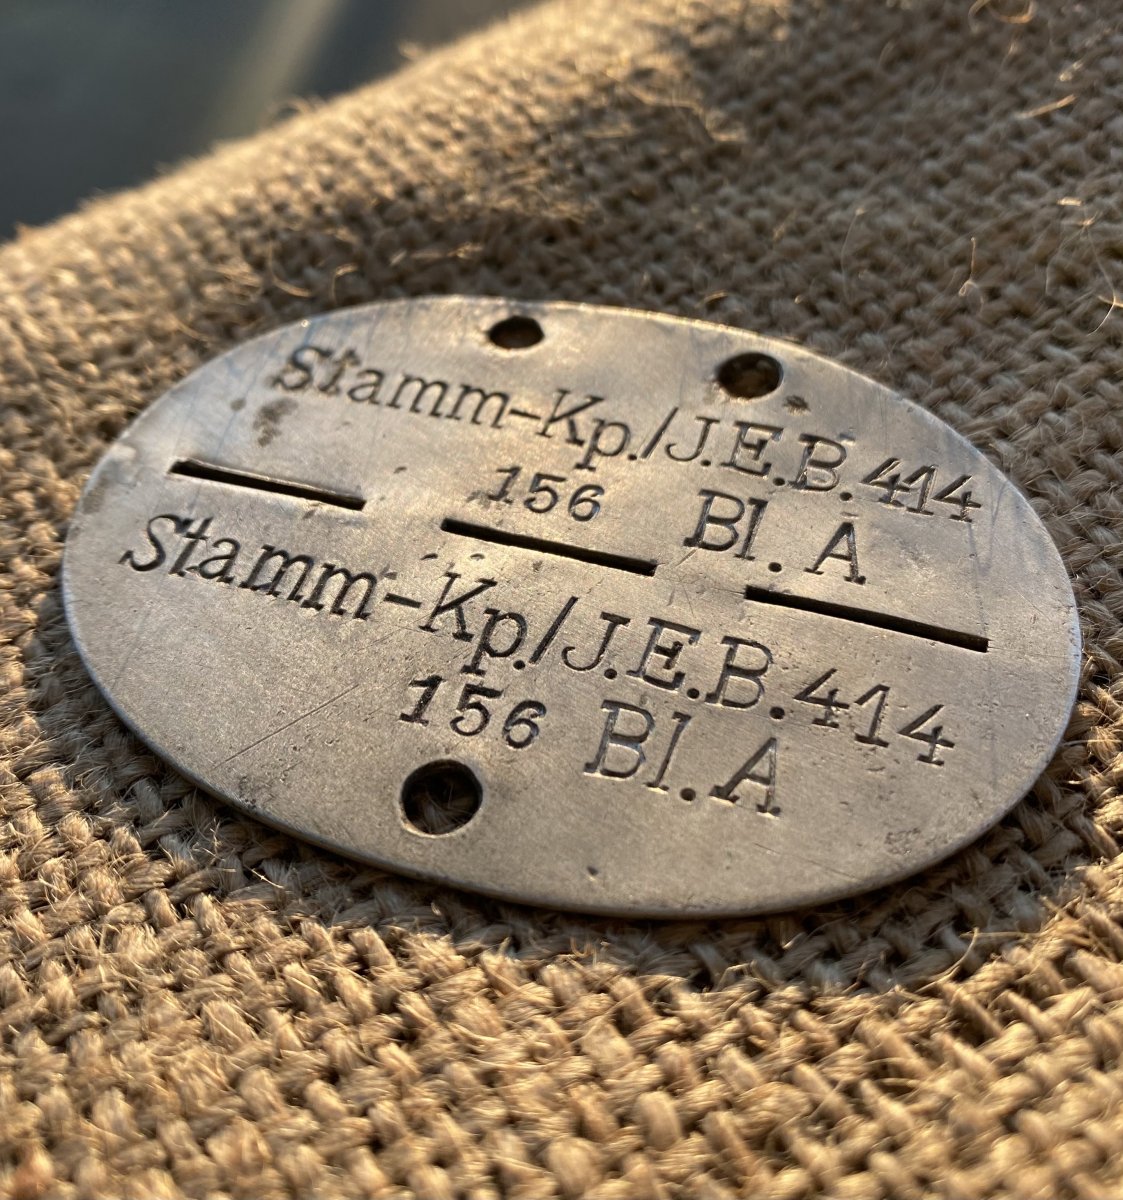 Stamm-Kp./J.E.B.414
156 Bl. A
Stamm-Kp./J.E.B.414
156 Bl.A